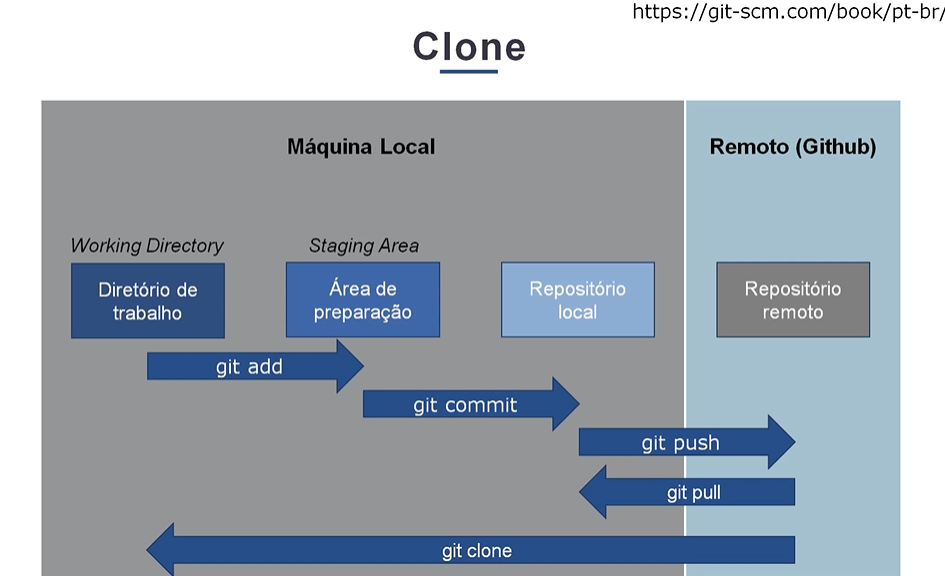 https://git-scm.com/book/pt-br/
Clone
Máquina Local
Remoto (Github)
Working Directory
Staging Area
Diretório de
trabalho
Área de
preparação
Repositório
local
Repositório
remoto
git add
git commit
git push
git pull
git clone